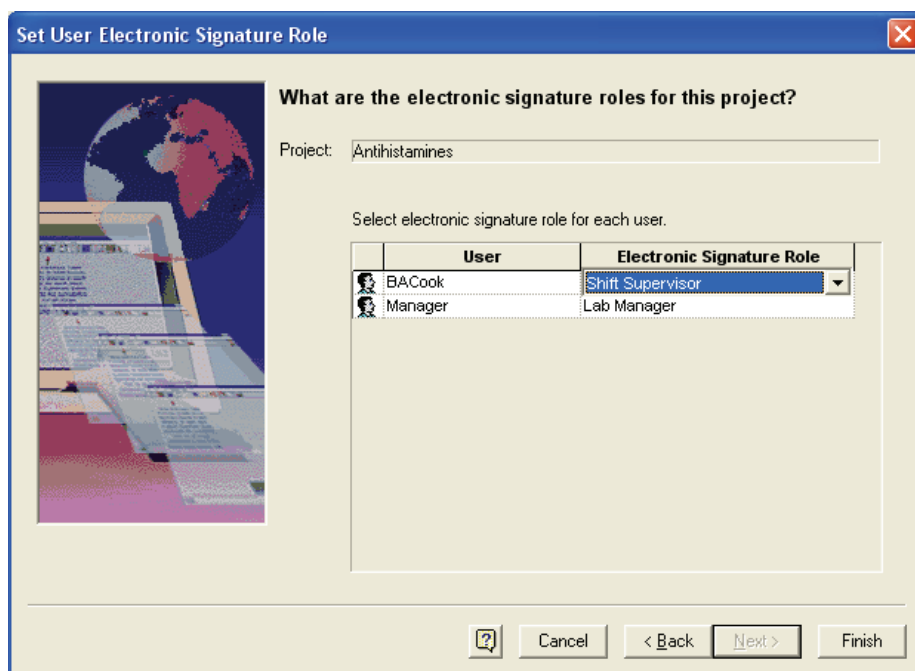 Set User Electronic Signature Role
What are the electronic signature roles for this project?
Project: Antihistamines
Select electronic signature role for each user.
User Electronic Signature Role
BACook Shift Supervisor
Manager Lab Manager
? Cancel < Back Next > Finish